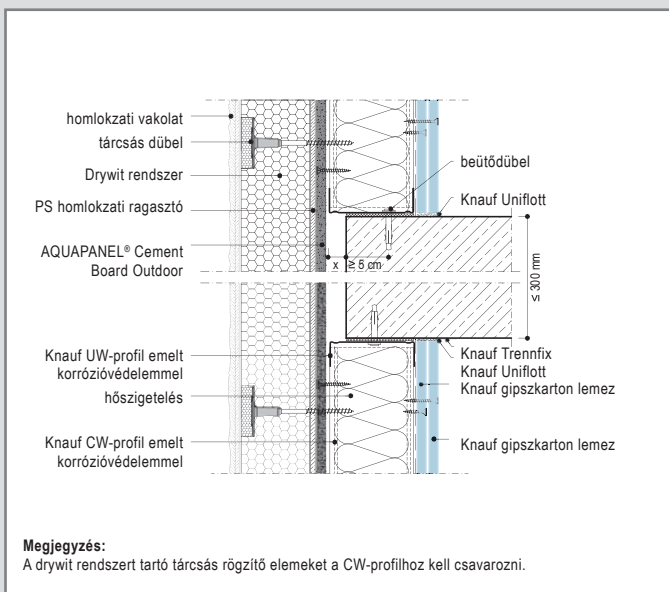 homlokzati vakolat
tárcsás dübel
Drywit rendszer
PS homlokzati ragasztó
AQUAPANEL® Cement
Board Outdoor
Knauf UW-profil emelt
korrózióvédelemmel
hőszigetelés
Knauf CW-profil emelt
korrózióvédelemmel
beütődübel
Knauf Uniflott
x
≥ 5 cm
≤ 300 mm
Knauf Trennfix
Knauf Uniflott
Knauf gipszkarton lemez
Knauf gipszkarton lemez
Megjegyzés:
A drywit rendszert tartó tárcsás rögzítő elemeket a CW-profilhoz kell csavarozni.